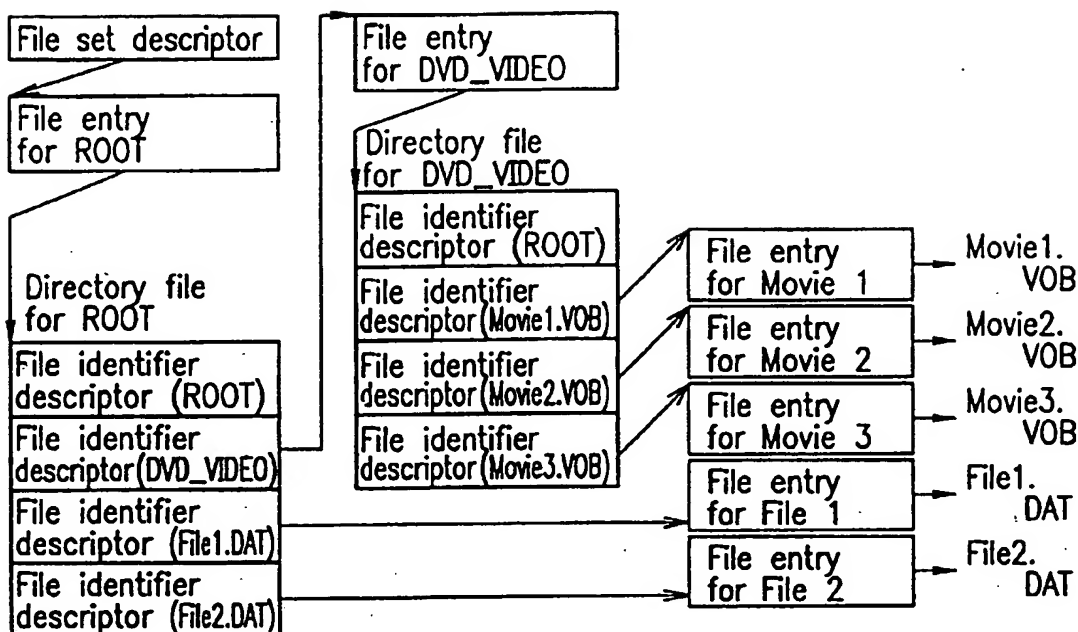 File set descriptor
File entry
for ROOT
Directory file
for ROOT
File identifier
descriptor (ROOT)
File identifier
descriptor(DVD_VIDEO)
File identifier
descriptor (File1.DAT)
File identifier
descriptor (File2.DAT)
File entry
for DVD_VIDEO
Directory file
for DVD_VIDEO
File identifier
descriptor (ROOT)
File identifier
descriptor(Movie1.VOB)
File identifier
descriptor(Movie2.VOB)
File identifier
descriptor(Movie3.VOB)
File entry
for Movie 1
Movie1.
VOB
File entry
for Movie 2
Movie2.
VOB
File entry
for Movie 3
Movie3.
VOB
File entry
for File 1
File1.
DAT
File entry
for File 2
File2.
DAT